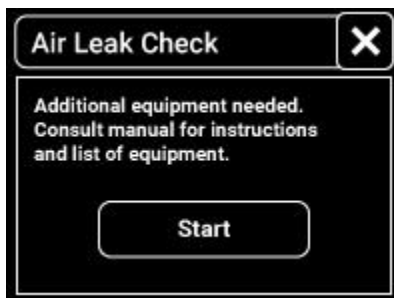 Air Leak Check
Additional equipment needed.
Consult manual for instructions
and list of equipment.
Start